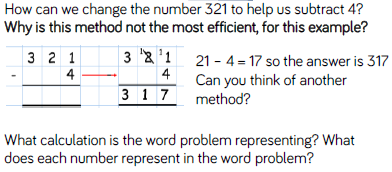 How can we change the number 321 to help us subtract 4?
Why is this method not the most efficient, for this example?
3 2 1
- 4
3 ¹2 ¹1
4
3 1 7
21 – 4 = 17 so the answer is 317
Can you think of another
method?
What calculation is the word problem representing? What
does each number represent in the word problem?